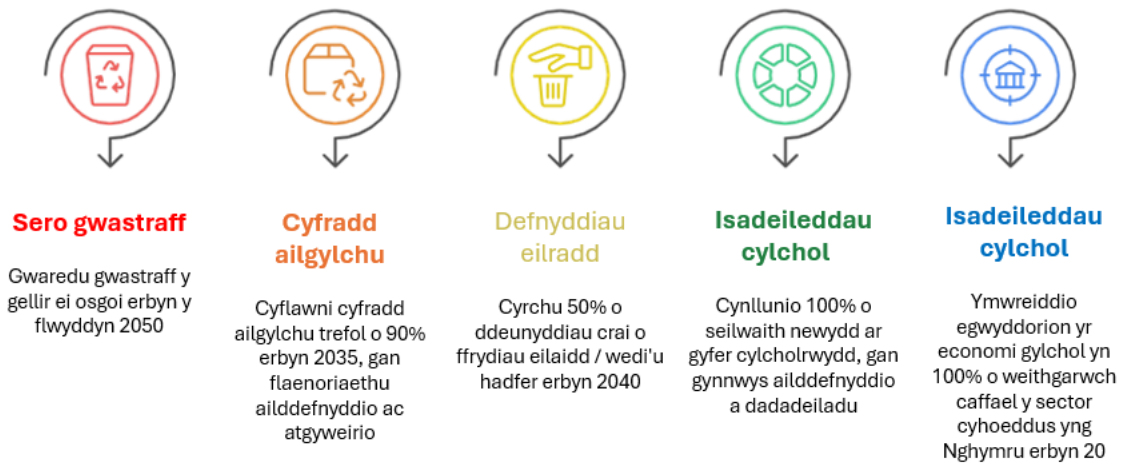 Sero gwastraff
Gwaredu gwastraff y
gellir ei osgoi erbyn y
flwyddyn 2050
Cyfradd
ailgylchu
Cyflawni cyfradd
ailgylchu trefol o 90%
erbyn 2035, gan
flaenoriaethu
ailddefnyddio ac
atgyweirio
Defnyddiau
eilradd
Cyrchu 50% o
ddeunyddiau crai o
ffrydiau eilaidd / wedi'u
hadfer erbyn 2040
Isadeileddau
cylchol
Cynllunio 100% o
seilwaith newydd ar
gyfer cylcholrwydd, gan
gynnwys ailddefnyddio
a dadadeiladu
Isadeileddau
cylchol
Ymwreiddio
egwyddorion yr
economi gylchol yn
100% o weithgarwch
caffael y sector
cyhoeddus yng
Nghymru erbyn 20